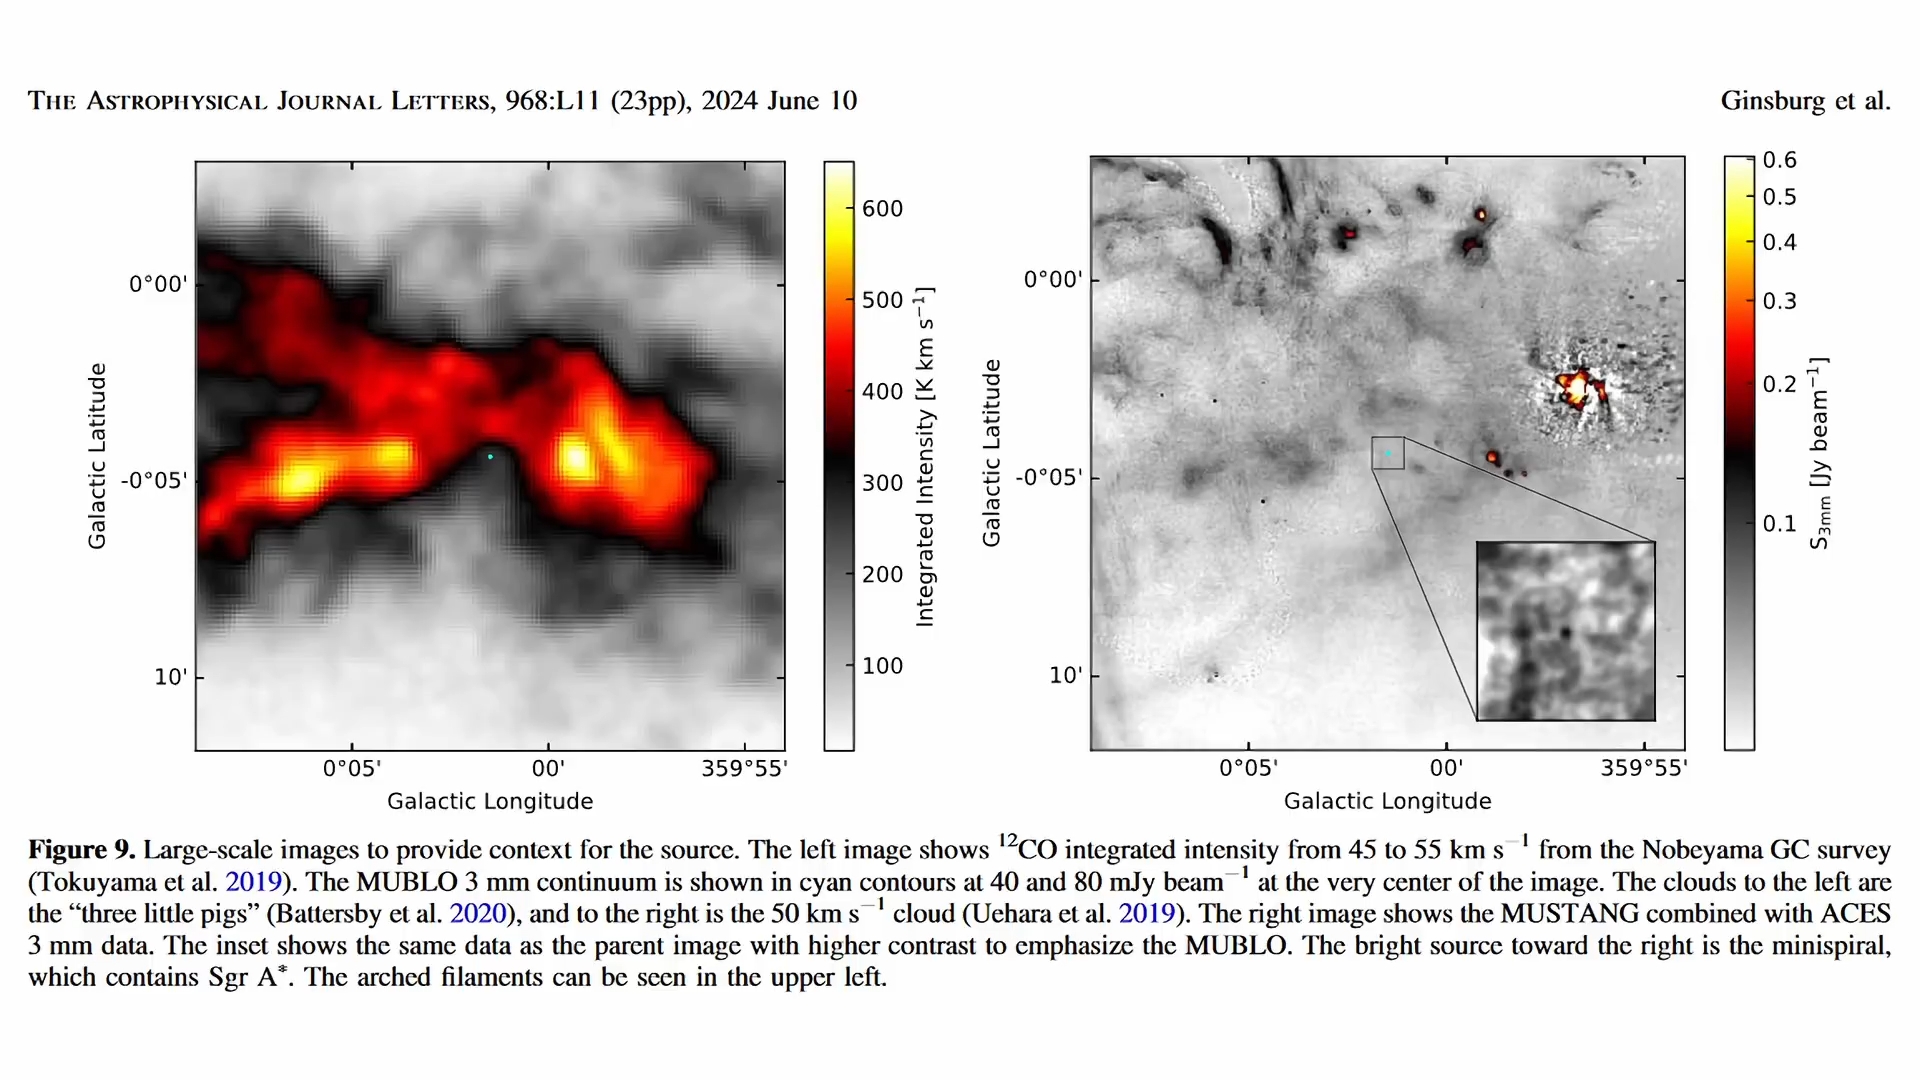 THE ASTROPHYSICAL JOURNAL LETTERS, 968:L11 (23pp), 2024 June 10
Ginsburg et al.
0°00'
-0°05'
10'
Galactic Latitude
0°05'
00'
359°55'
Galactic Longitude
600
500
400
300
200
100
Integrated Intensity [K km s⁻¹]
0°00'
-0°05'
10'
Galactic Latitude
0°05'
00'
359°55'
Galactic Longitude
0.6
0.5
0.4
0.3
0.2
0.1
S₃ₘₘ [Jy beam⁻¹]
Figure 9. Large-scale images to provide context for the source. The left image shows ¹²CO integrated intensity from 45 to 55 km s⁻¹ from the Nobeyama GC survey
(Tokuyama et al. 2019). The MUBLO 3 mm continuum is shown in cyan contours at 40 and 80 mJy beam⁻¹ at the very center of the image. The clouds to the left are
the “three little pigs” (Battersby et al. 2020), and to the right is the 50 km s⁻¹ cloud (Uehara et al. 2019). The right image shows the MUSTANG combined with ACES
3 mm data. The inset shows the same data as the parent image with higher contrast to emphasize the MUBLO. The bright source toward the right is the minispiral,
which contains Sgr A*. The arched filaments can be seen in the upper left.